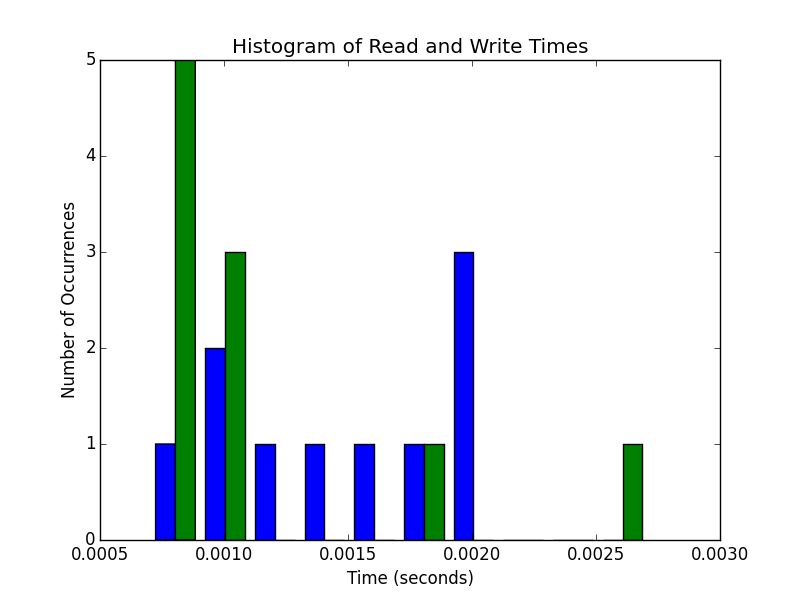 Histogram of Read and Write Times
5
4
3
2
1
0
Number of Occurrences
0.0005 0.0010 0.0015 0.0020 0.0025 0.0030
Time (seconds)